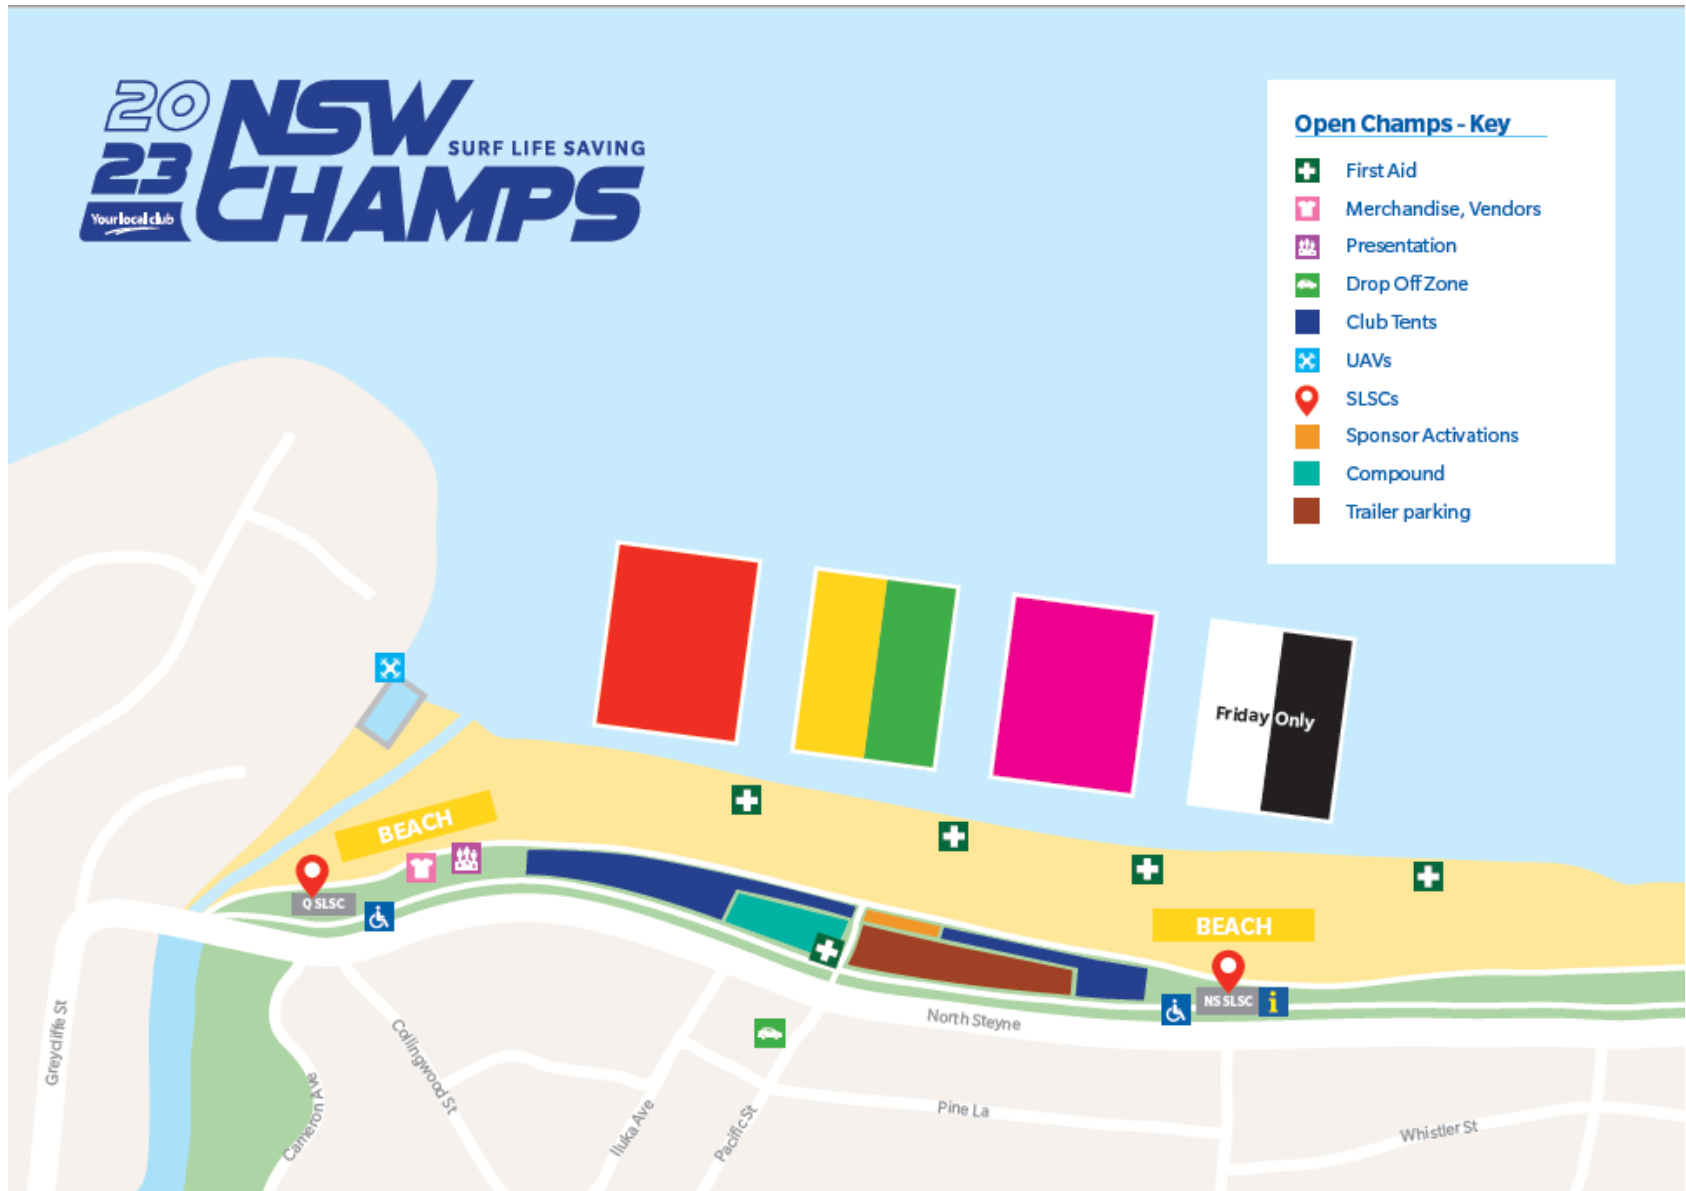 20
23
NSW
SURF LIFE SAVING
CHAMPS
Your local club
Open Champs - Key
First Aid
Merchandise, Vendors
Presentation
Drop Off Zone
Club Tents
UAVs
SLSCs
Sponsor Activations
Compound
Trailer parking
Friday Only
BEACH
Q SLSC
BEACH
NS SLSC
i
North Steyne
Greycliffe St
Collingwood St
Cameron Ave
Iluka Ave
Pacific St
Pine La
Whistler St